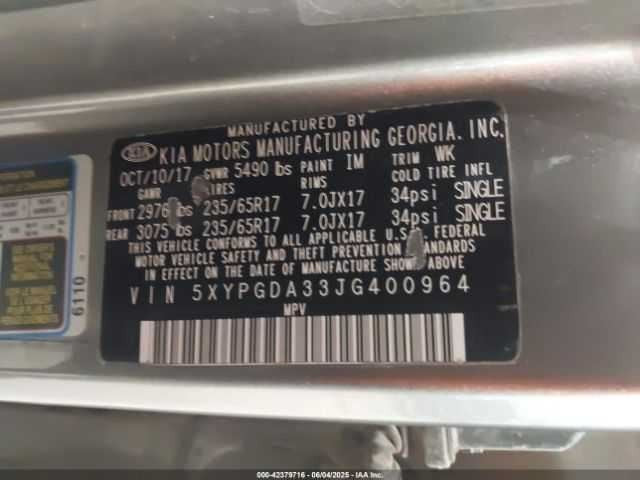 MANUFACTURED BY
KIA KIA MOTORS MANUFACTURING GEORGIA. INC.
OCT/10/17 GVWR 5490 lbs PAINT IM TRIM WK
GAWR TIRES RIMS COLD TIRE INFL
FRONT 2976 lbs 235/65R17 7.0JX17 34psi SINGLE
REAR 3075 lbs 235/65R17 7.0JX17 34psi SINGLE
THIS VEHICLE CONFORMS TO ALL APPLICABLE U.S.A FEDERAL
MOTOR VEHICLE SAFETY AND THEFT PREVENTION STANDARDS
IN EFFECT ON THE DATE OF MANUFACTURE SHOWN ABOVE
VIN 5XYPGDA33JG400964
MPV
6110
000-42379716 | 06/04/2025 | IAA Inc.